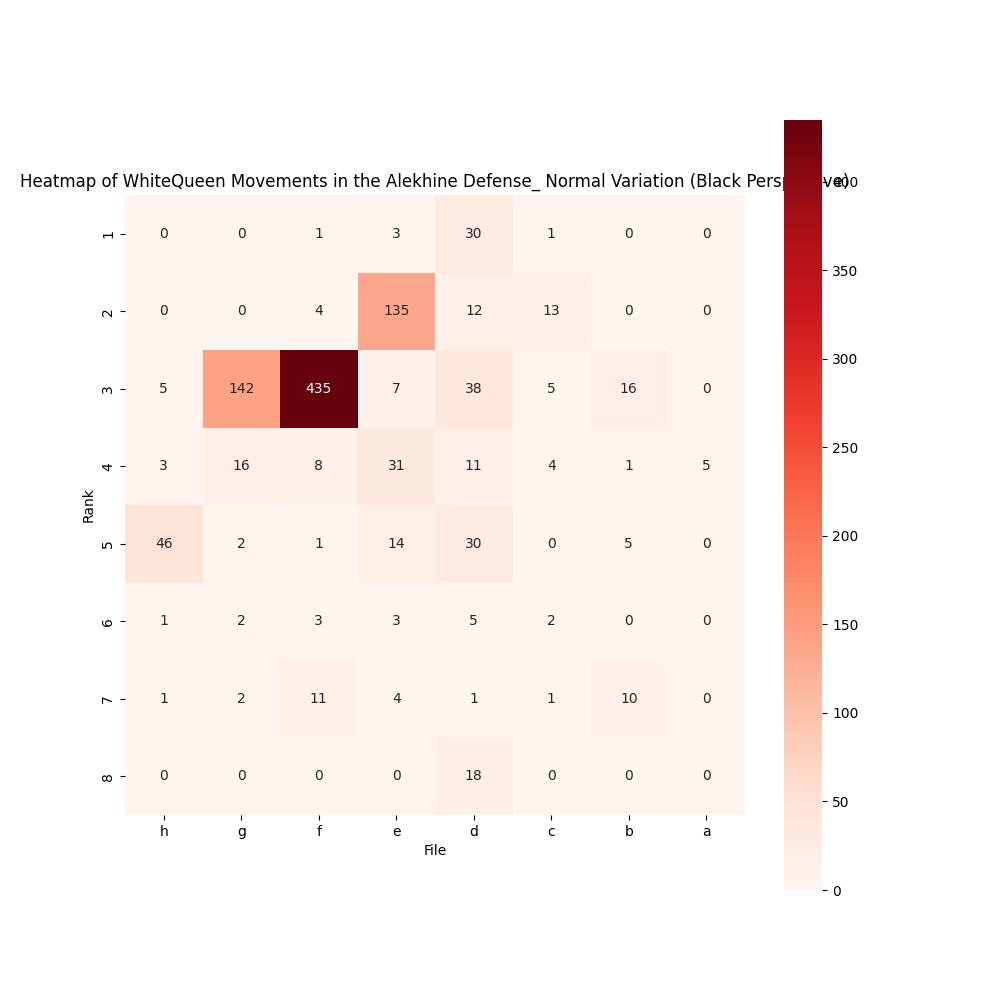 Heatmap of WhiteQueen Movements in the Alekhine Defense_ Normal Variation (Black Perspective)
400
1 0 0 1 3 30 1 0 0
350
2 0 0 4 135 12 13 0 0
300
3 5 142 435 7 38 5 16 0
250
4 3 16 8 31 11 4 1 5
Rank
200
5 46 2 1 14 30 0 5 0
6 1 2 3 3 5 2 0 0
150
7 1 2 11 4 1 1 10 0
100
8 0 0 0 0 18 0 0 0
50
h g f e d c b a
File
0